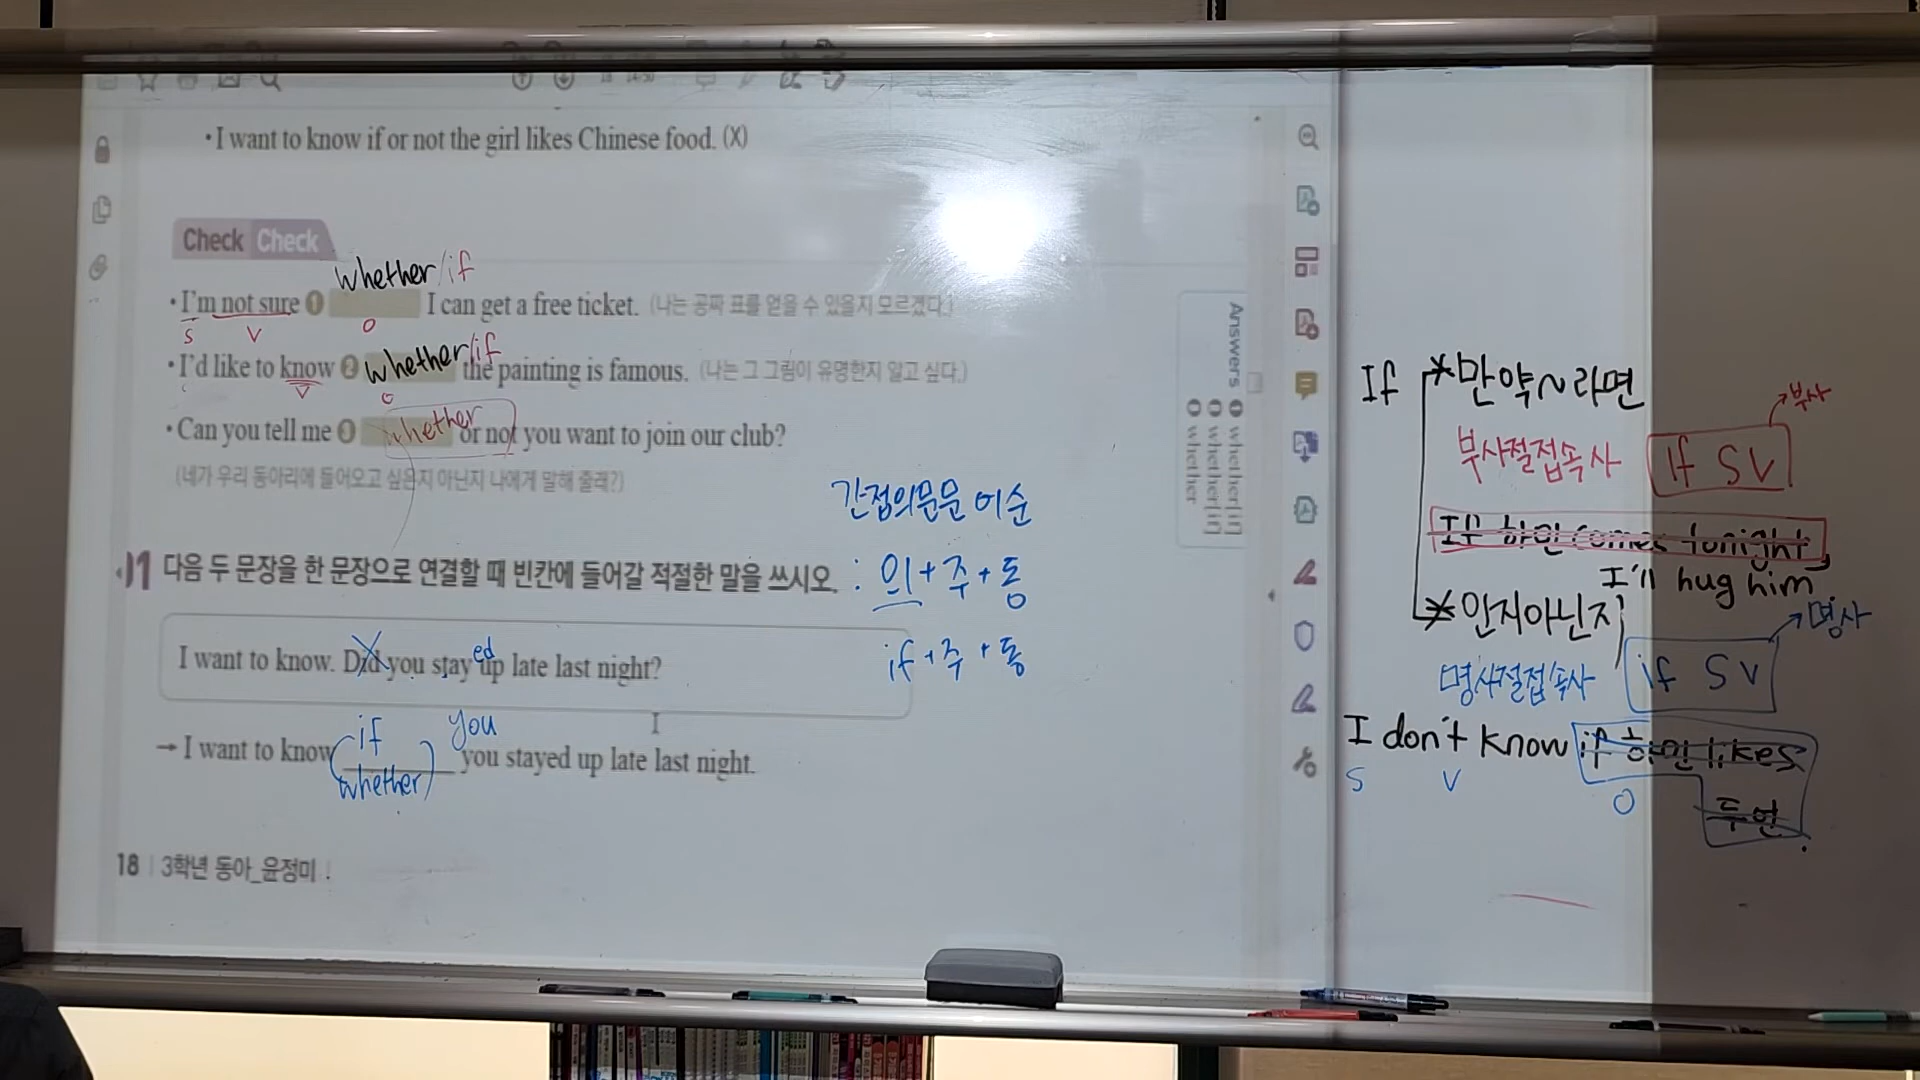 • I want to know if or not the girl likes Chinese food. (X)
Check Check
whether/if
• I'm not sure ❶ I can get a free ticket. (나는 공짜 표를 얻을 수 있을지 모르겠다.)
S V O
• I'd like to know ❷ whether/if the painting is famous. (나는 그 그림이 유명한지 알고 싶다.)
V O
• Can you tell me ❸ whether or not you want to join our club?
(네가 우리 동아리에 들어오고 싶은지 아닌지 나에게 말해 줄래?)
Answers ❶ whether[if]
❷ whether[if]
❸ whether
간접의문문 어순
: 의+주+동
if+주+동
01 다음 두 문장을 한 문장으로 연결할 때 빈칸에 들어갈 적절한 말을 쓰시오.
I want to know. Did you stay ed up late last night?
if you
→ I want to know you stayed up late last night.
whether
18 | 3학년 동아_윤정미
If * 만약~라면
→부사
부사절접속사 If SV
If 하민 comes tonight,
I'll hug him
* 인지아닌지
→명사
명사절접속사 if SV
I don't know if 하민 likes
S V O